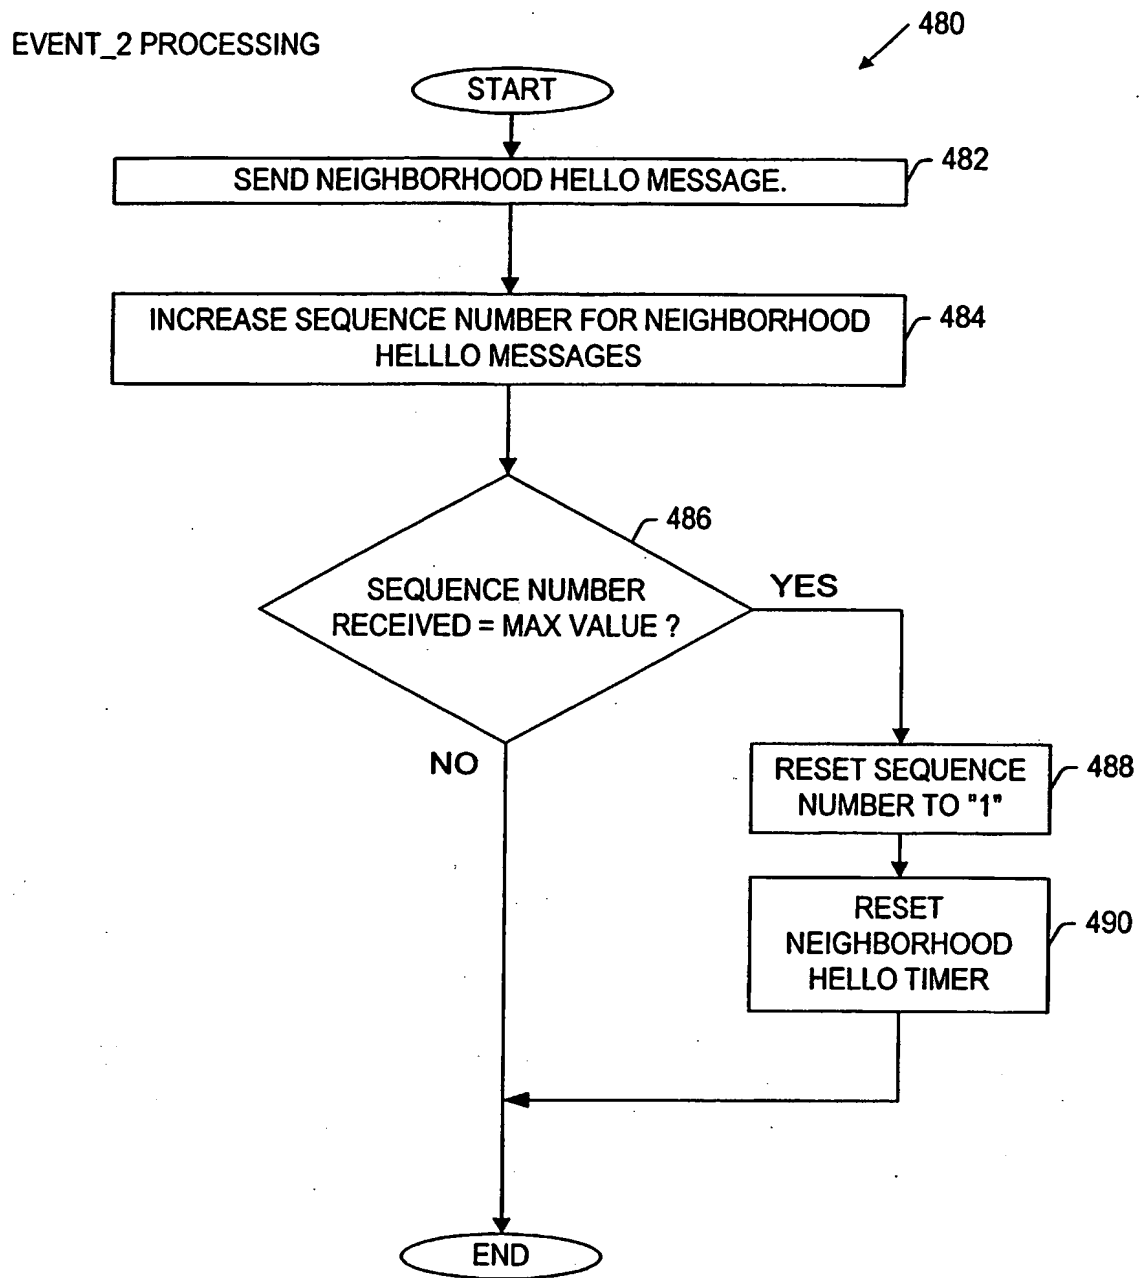 480
EVENT_2 PROCESSING
START
SEND NEIGHBORHOOD HELLO MESSAGE.
482
INCREASE SEQUENCE NUMBER FOR NEIGHBORHOOD
HELLLO MESSAGES
484
486
SEQUENCE NUMBER
RECEIVED = MAX VALUE ?
YES
NO
RESET SEQUENCE
NUMBER TO "1"
488
RESET
NEIGHBORHOOD
HELLO TIMER
490
END